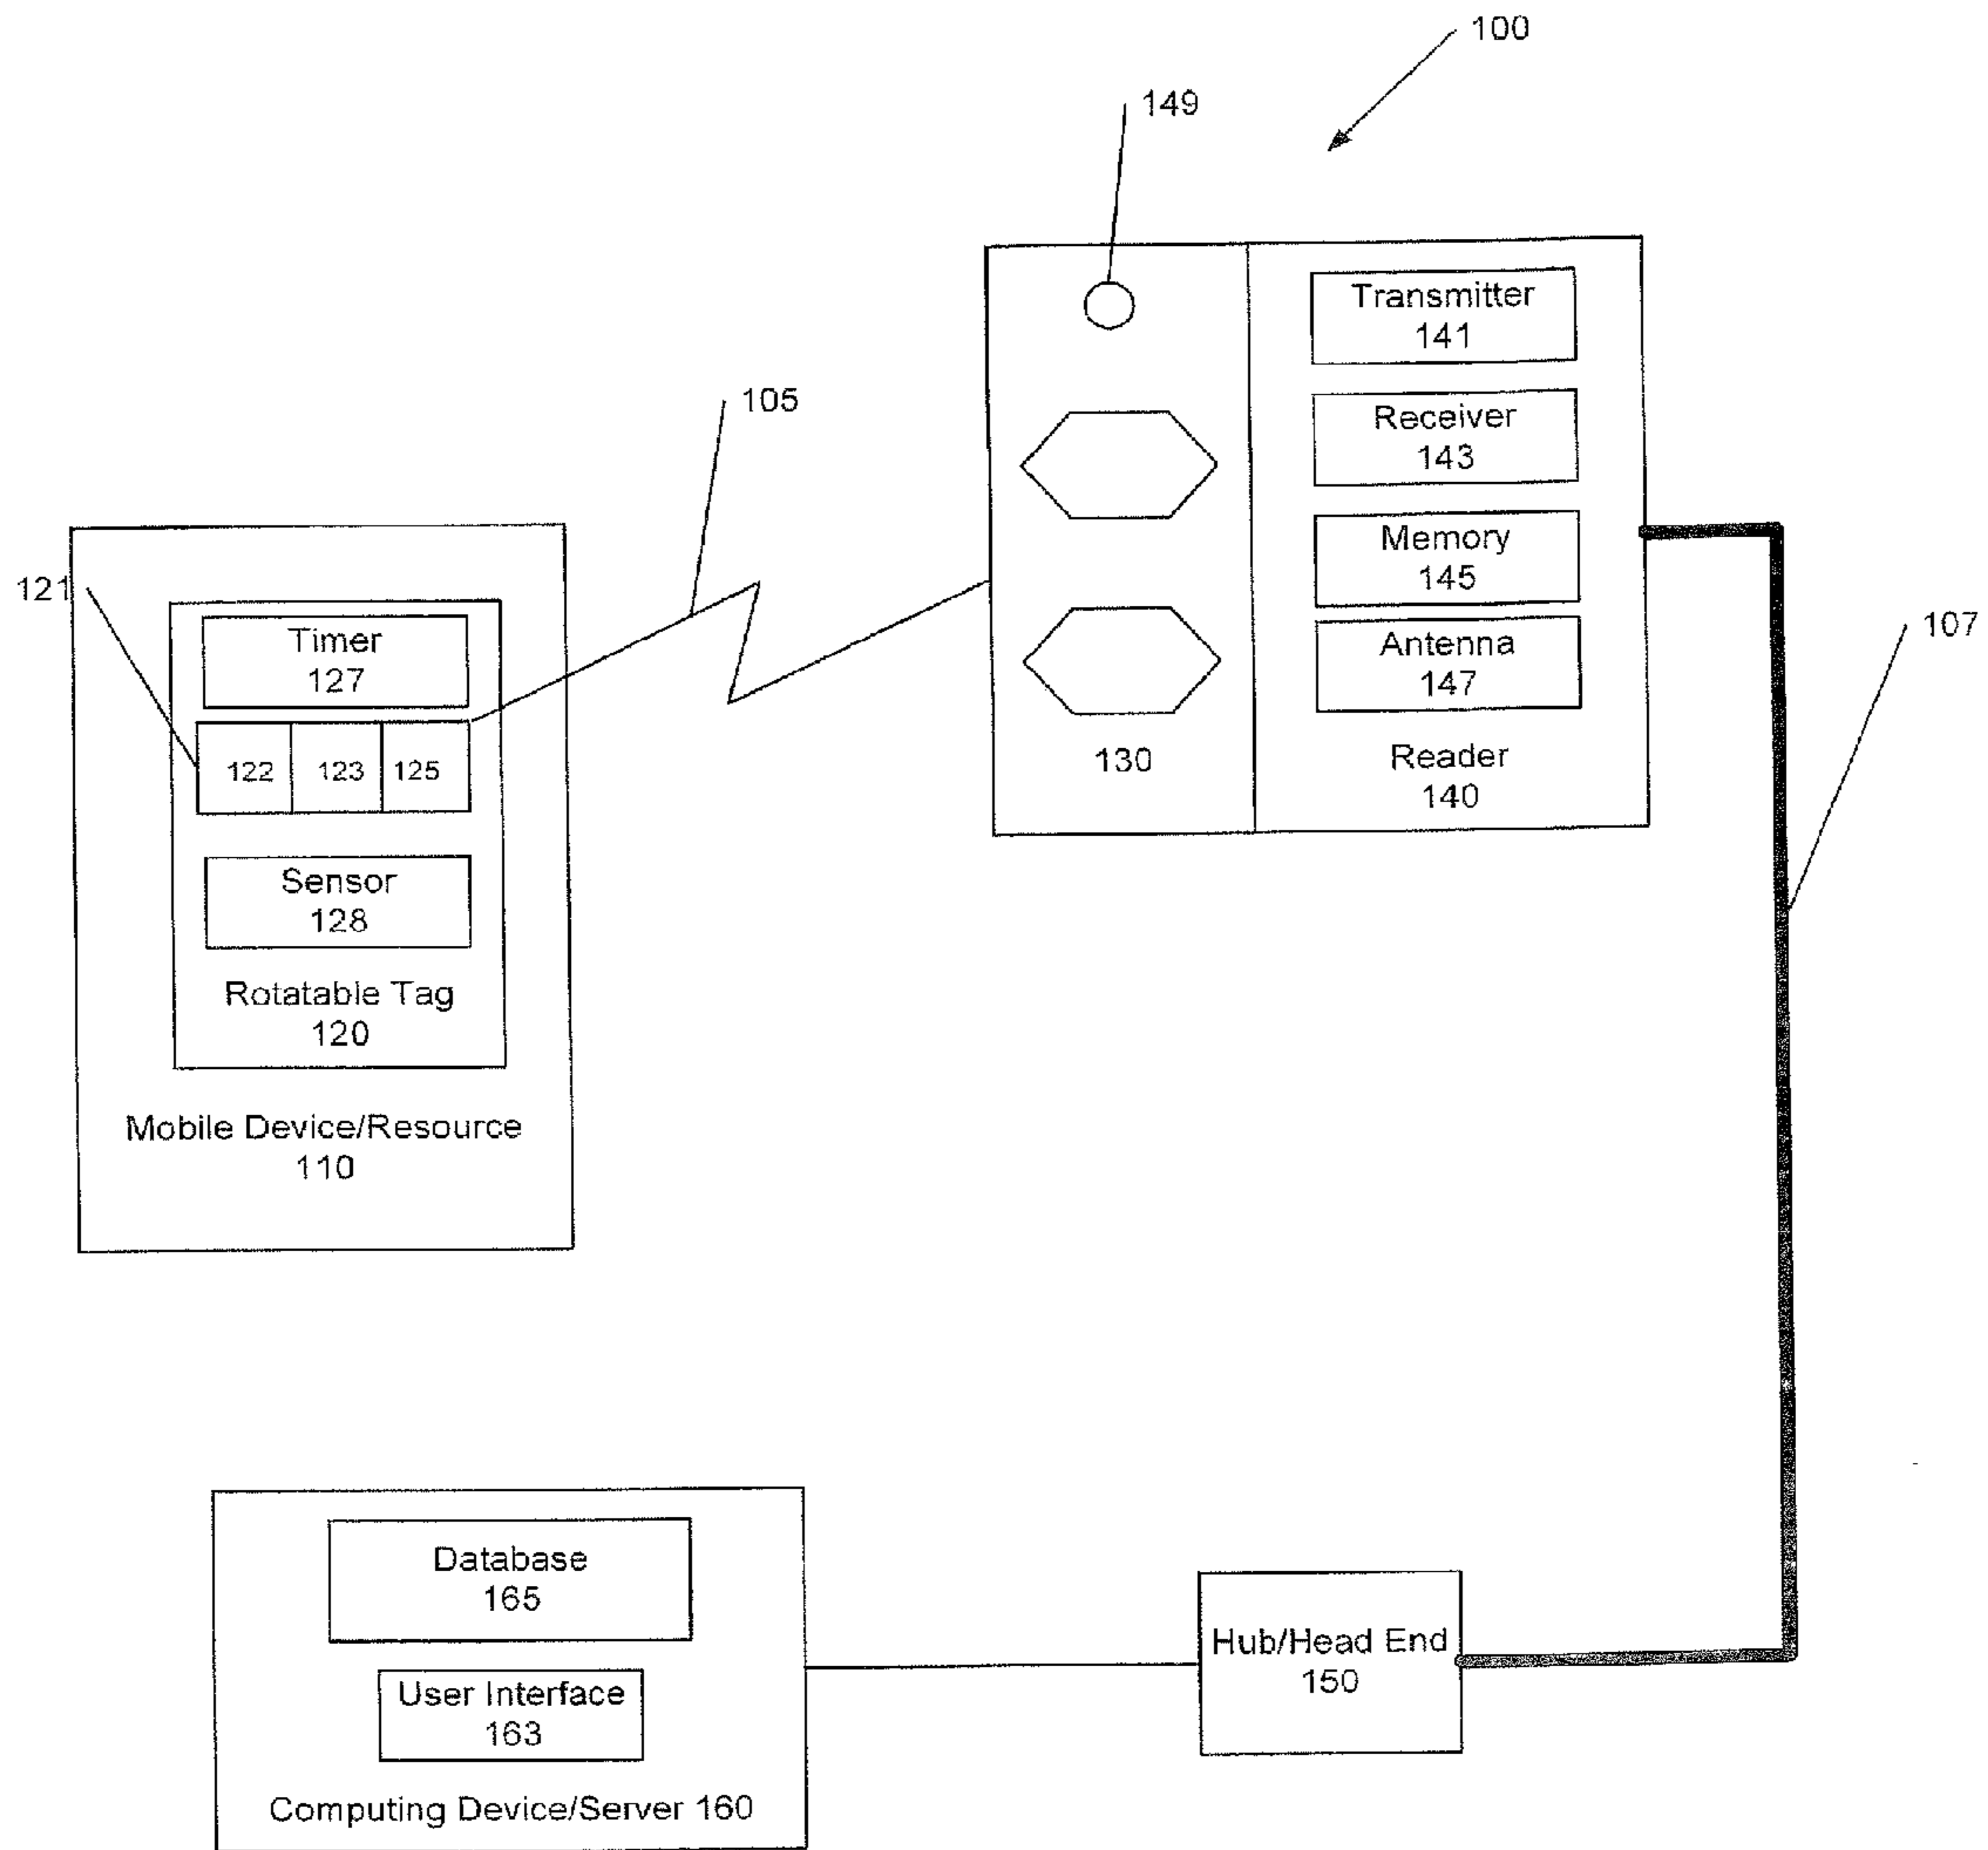 100
149
105
Transmitter
141
Receiver
143
Memory
145
Antenna
147
Reader
140
130
107
121
Timer
127
122 123 125
Sensor
128
Rotatable Tag
120
Mobile Device/Resource
110
Database
165
User Interface
163
Computing Device/Server 160
Hub/Head End
150